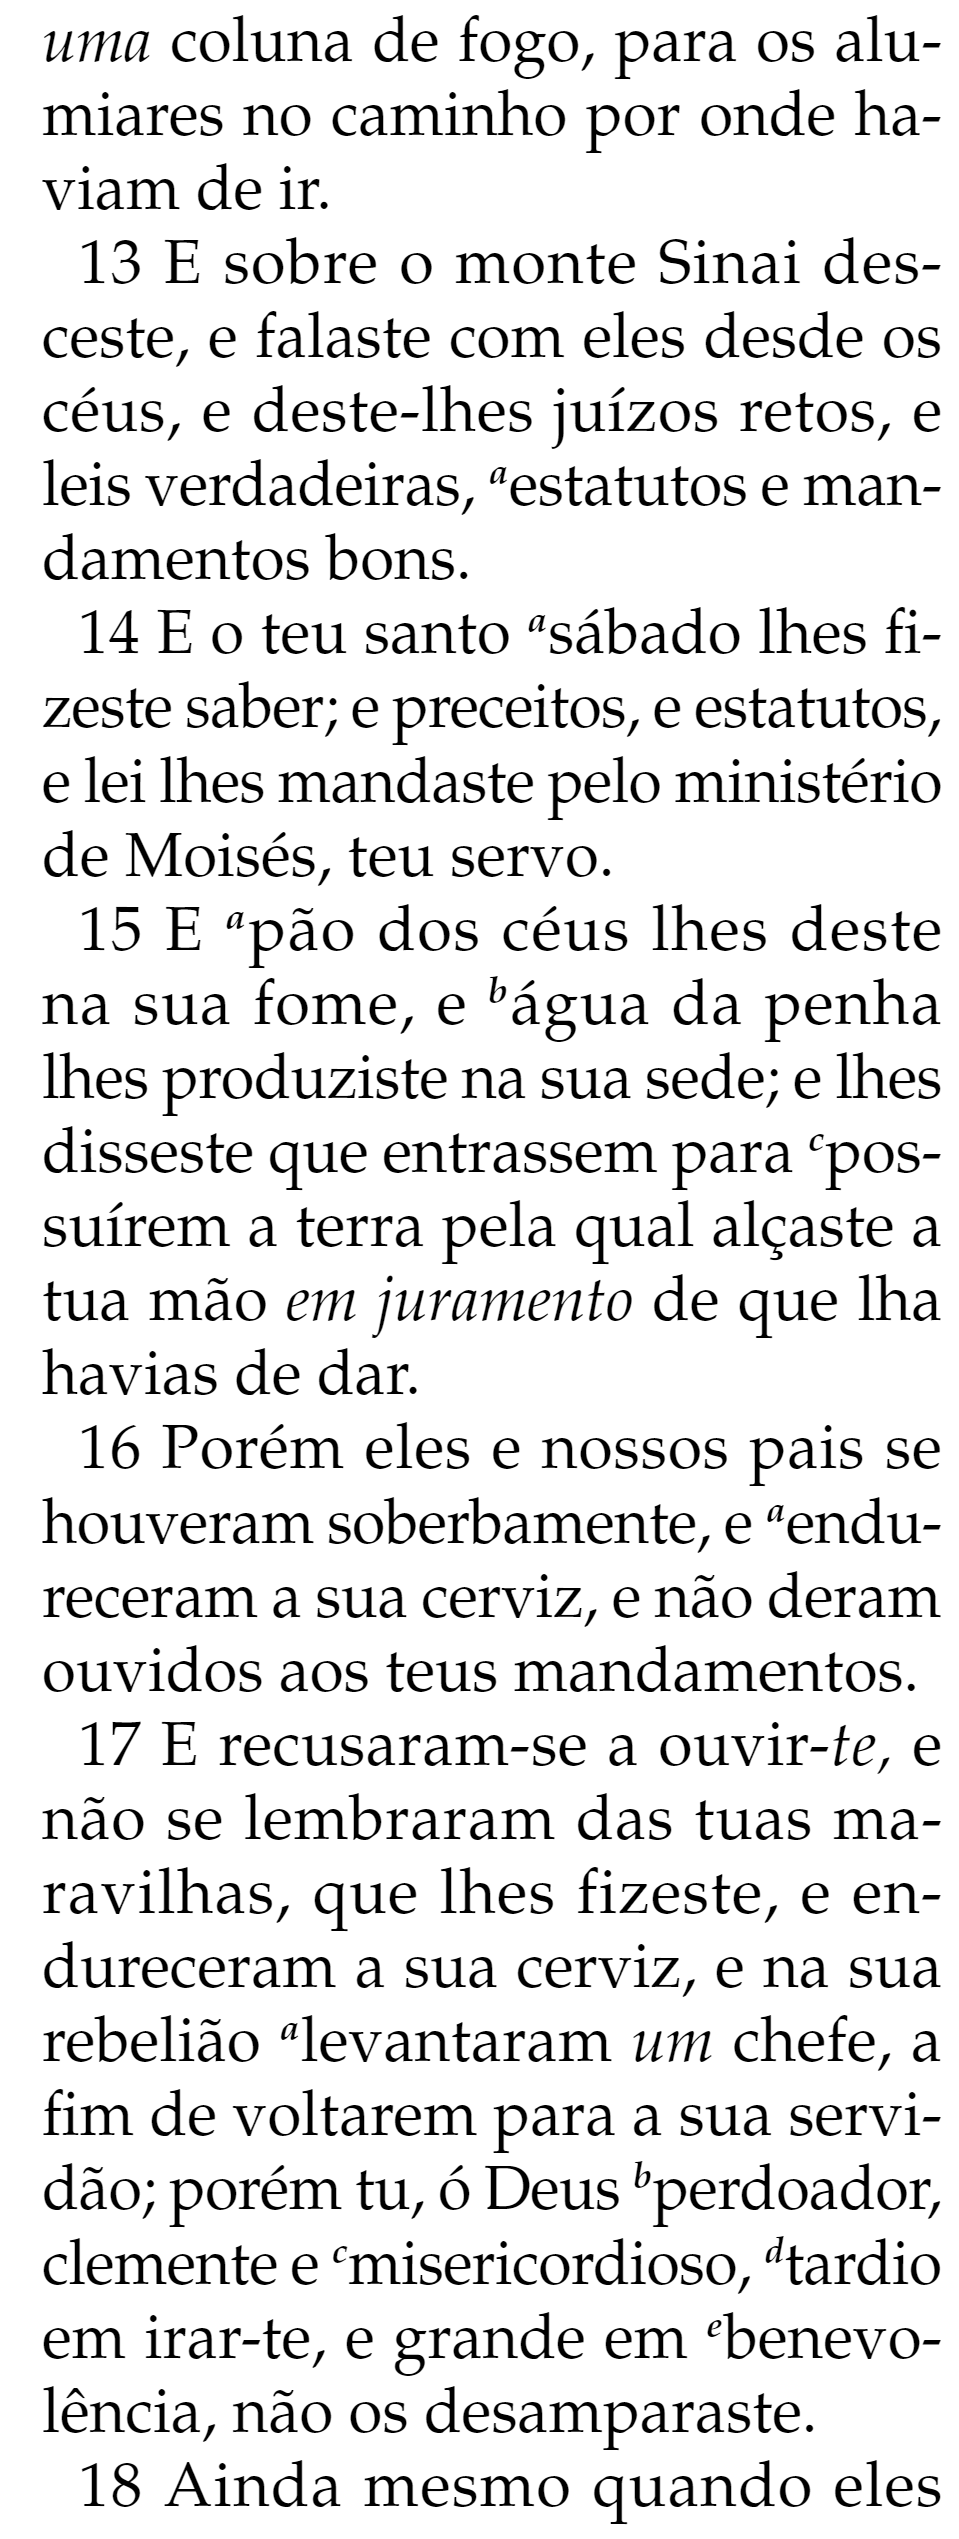 uma coluna de fogo, para os alu-
miares no caminho por onde ha-
viam de ir.
13 E sobre o monte Sinai des-
ceste, e falaste com eles desde os
céus, e deste-lhes juízos retos, e
leis verdadeiras, ᵃestatutos e man-
damentos bons.
14 E o teu santo ᵃsábado lhes fi-
zeste saber; e preceitos, e estatutos,
e lei lhes mandaste pelo ministério
de Moisés, teu servo.
15 E ᵃpão dos céus lhes deste
na sua fome, e ᵇágua da penha
lhes produziste na sua sede; e lhes
disseste que entrassem para ᶜpos-
suírem a terra pela qual alçaste a
tua mão em juramento de que lha
havias de dar.
16 Porém eles e nossos pais se
houveram soberbamente, e ᵃendu-
receram a sua cerviz, e não deram
ouvidos aos teus mandamentos.
17 E recusaram-se a ouvir-te, e
não se lembraram das tuas ma-
ravilhas, que lhes fizeste, e en-
dureceram a sua cerviz, e na sua
rebelião ᵃlevantaram um chefe, a
fim de voltarem para a sua servi-
dão; porém tu, ó Deus ᵇperdoador,
clemente e ᶜmisericordioso, ᵈtardio
em irar-te, e grande em ᵉbenevo-
lência, não os desamparaste.
18 Ainda mesmo quando eles